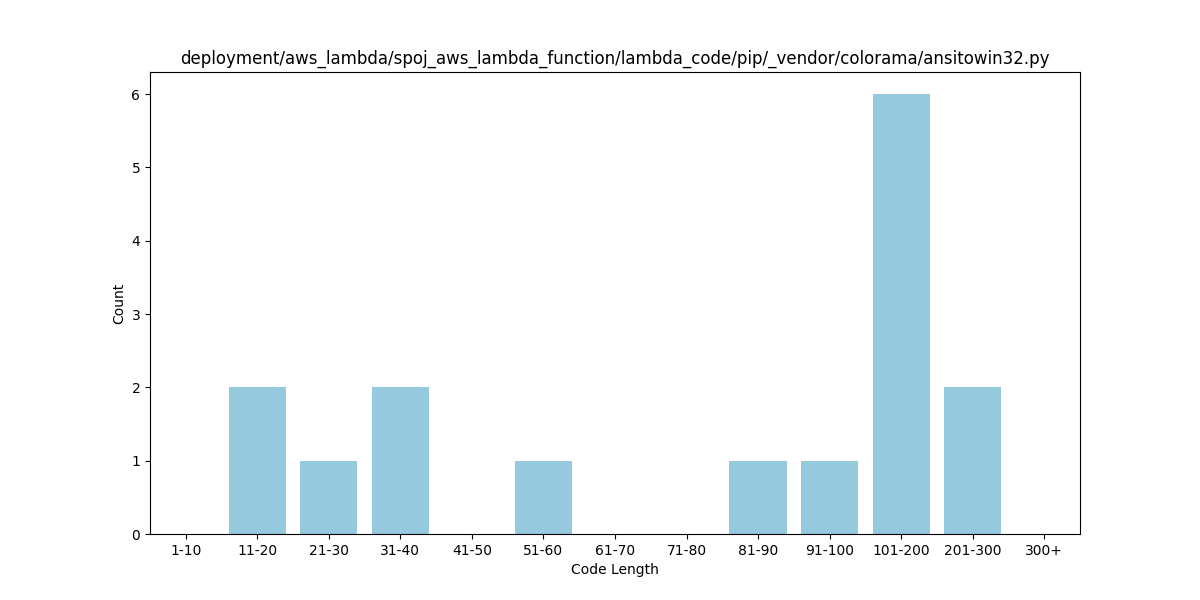 deployment/aws_lambda/spoj_aws_lambda_function/lambda_code/pip/_vendor/colorama/ansitowin32.py
6
5
4
3
2
1
0
Count
1-10 11-20 21-30 31-40 41-50 51-60 61-70 71-80 81-90 91-100 101-200 201-300 300+
Code Length